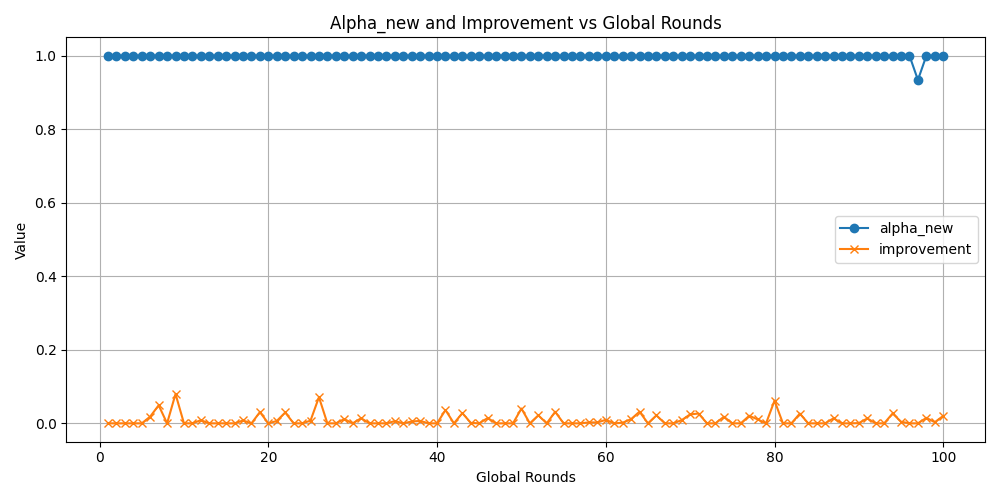 Alpha_new and Improvement vs Global Rounds
1.0
0.8
0.6
0.4
0.2
0.0
Value
alpha_new
improvement
0 20 40 60 80 100
Global Rounds